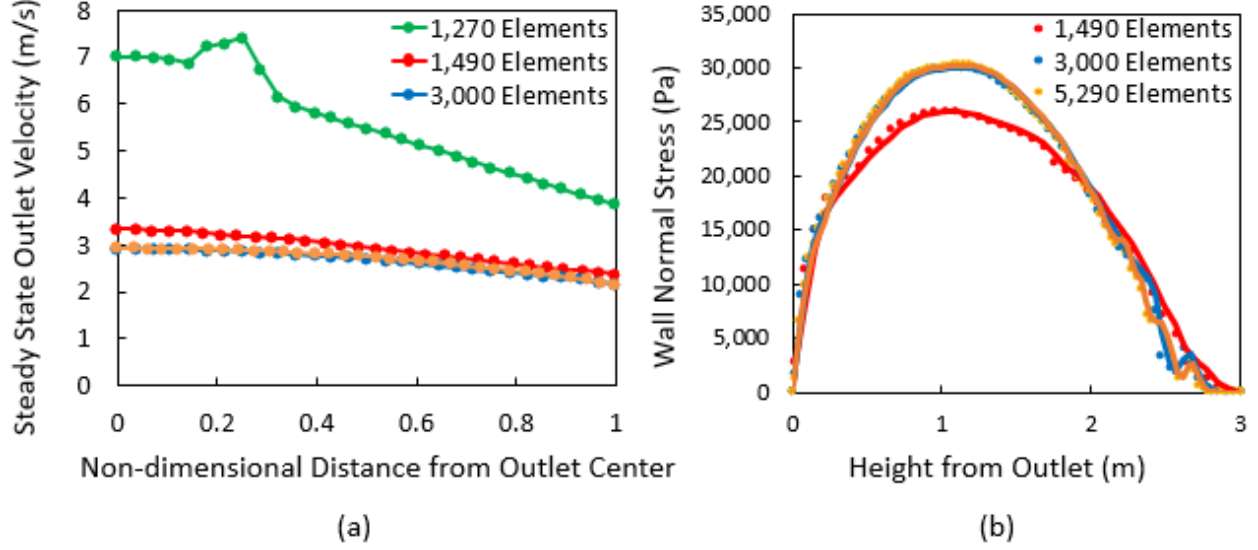 Steady State Outlet Velocity (m/s)
8
7
6
5
4
3
2
1
0
0
0.2
0.4
0.6
0.8
1
1,270 Elements
1,490 Elements
3,000 Elements
Non-dimensional Distance from Outlet Center
(a)
Wall Normal Stress (Pa)
35,000
30,000
25,000
20,000
15,000
10,000
5,000
0
0
1
2
3
1,490 Elements
3,000 Elements
5,290 Elements
Height from Outlet (m)
(b)